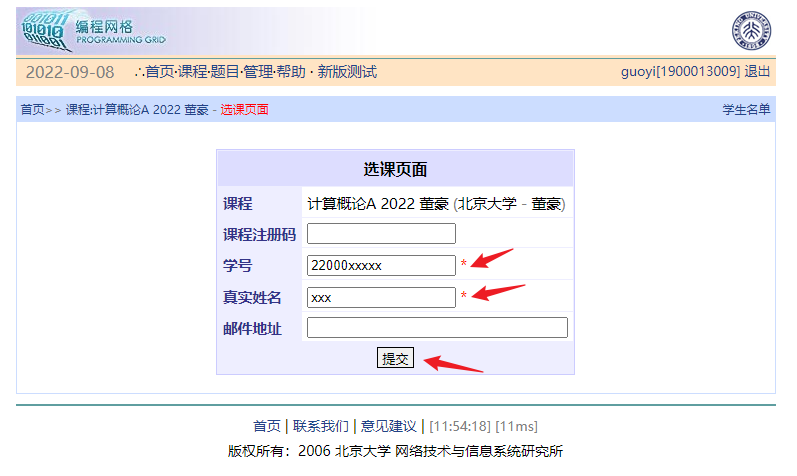 编程网格
PROGRAMMING GRID
2022-09-08 ∴首页·课程·题目·管理·帮助 · 新版测试 guoyi[1900013009] 退出
首页>> 课程:计算概论A 2022 董豪 - 选课页面 学生名单
选课页面
课程 计算概论A 2022 董豪 (北京大学 - 董豪)
课程注册码
学号 22000xxxxx *
真实姓名 xxx *
邮件地址
提交
首页 | 联系我们 | 意见建议 | [11:54:18] [11ms]
版权所有：2006 北京大学 网络技术与信息系统研究所